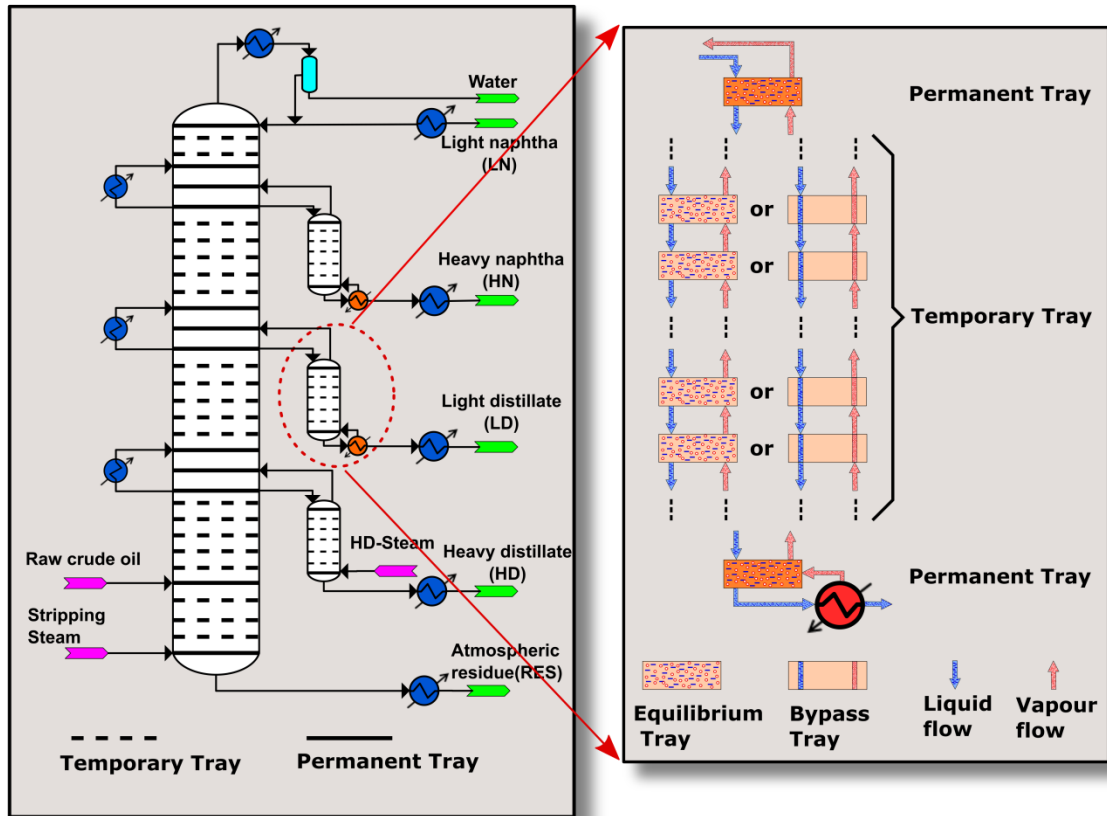 Water
Light naphtha
(LN)
Heavy naphtha
(HN)
Light distillate
(LD)
HD-Steam
Heavy distillate
(HD)
Raw crude oil
Stripping
Steam
Atmospheric
residue(RES)
Temporary Tray
Permanent Tray
Permanent Tray
or
or
Temporary Tray
or
or
Permanent Tray
Equilibrium
Tray
Bypass
Tray
Liquid
flow
Vapour
flow